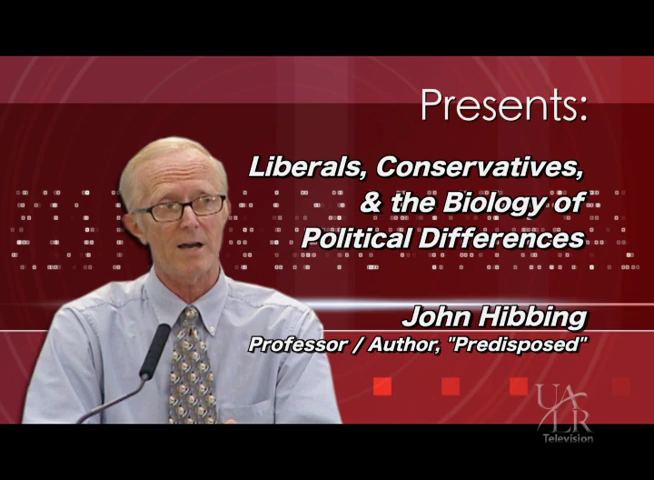 Presents:
Liberals, Conservatives,
& the Biology of
Political Differences
John Hibbing
Professor / Author, "Predisposed"
UALR
Television